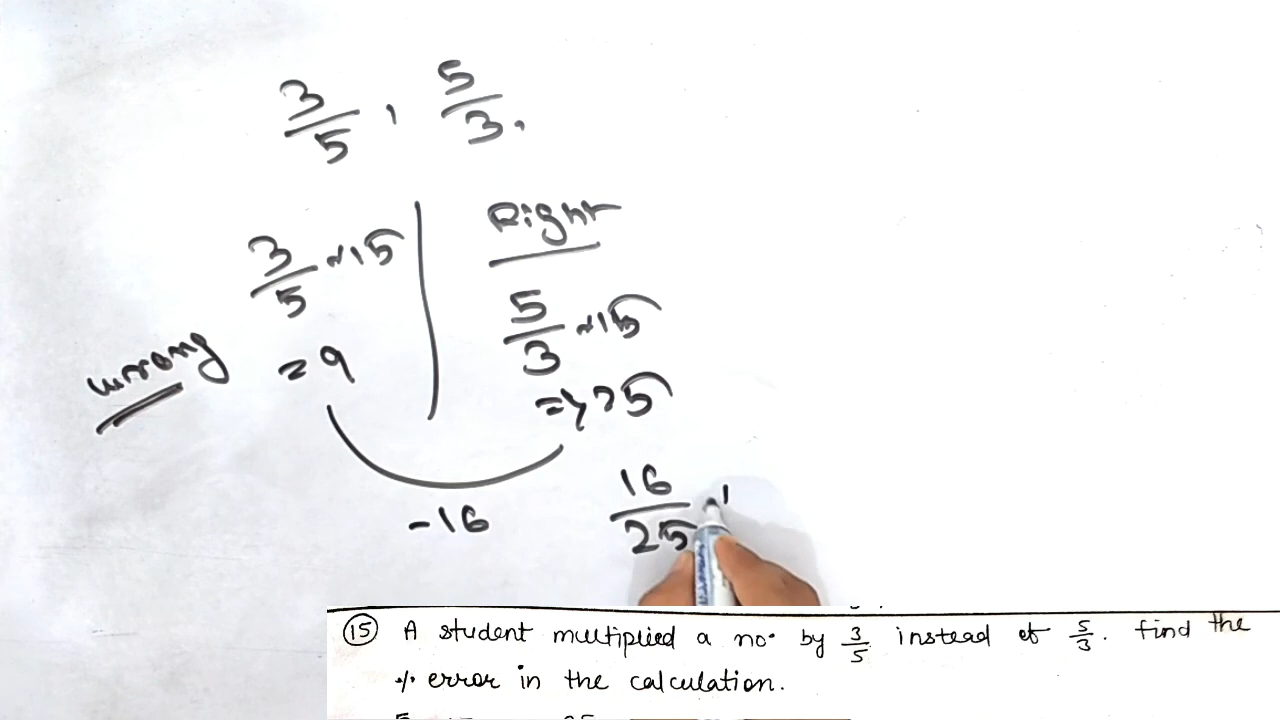 3/5 , 5/3.
Right
3/5 × 15
5/3 × 15
wrong
= 9
=> 25
-16
16/25
(15) A student multiplied a no. by 3/5 instead of 5/3. find the
% error in the calculation.